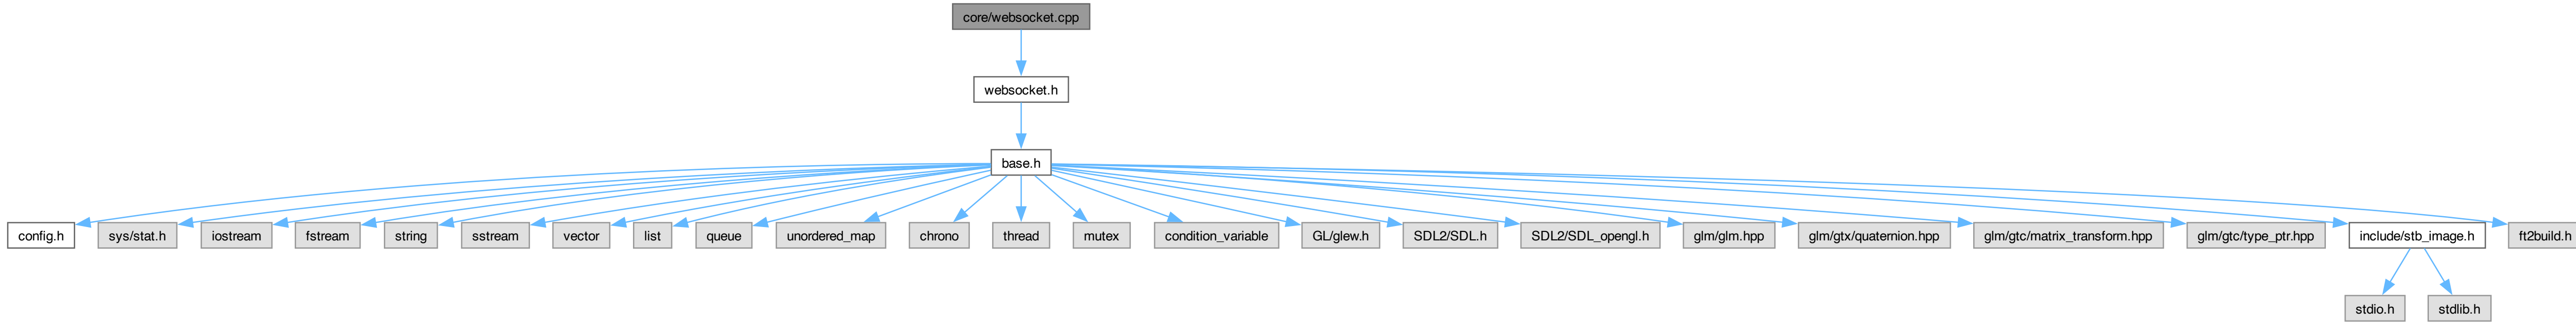 core/websocket.cpp
websocket.h
base.h
config.h
sys/stat.h
iostream
fstream
string
sstream
vector
list
queue
unordered_map
chrono
thread
mutex
condition_variable
GL/glew.h
SDL2/SDL.h
SDL2/SDL_opengl.h
glm/glm.hpp
glm/gtx/quaternion.hpp
glm/gtc/matrix_transform.hpp
glm/gtc/type_ptr.hpp
include/stb_image.h
ft2build.h
stdio.h
stdlib.h